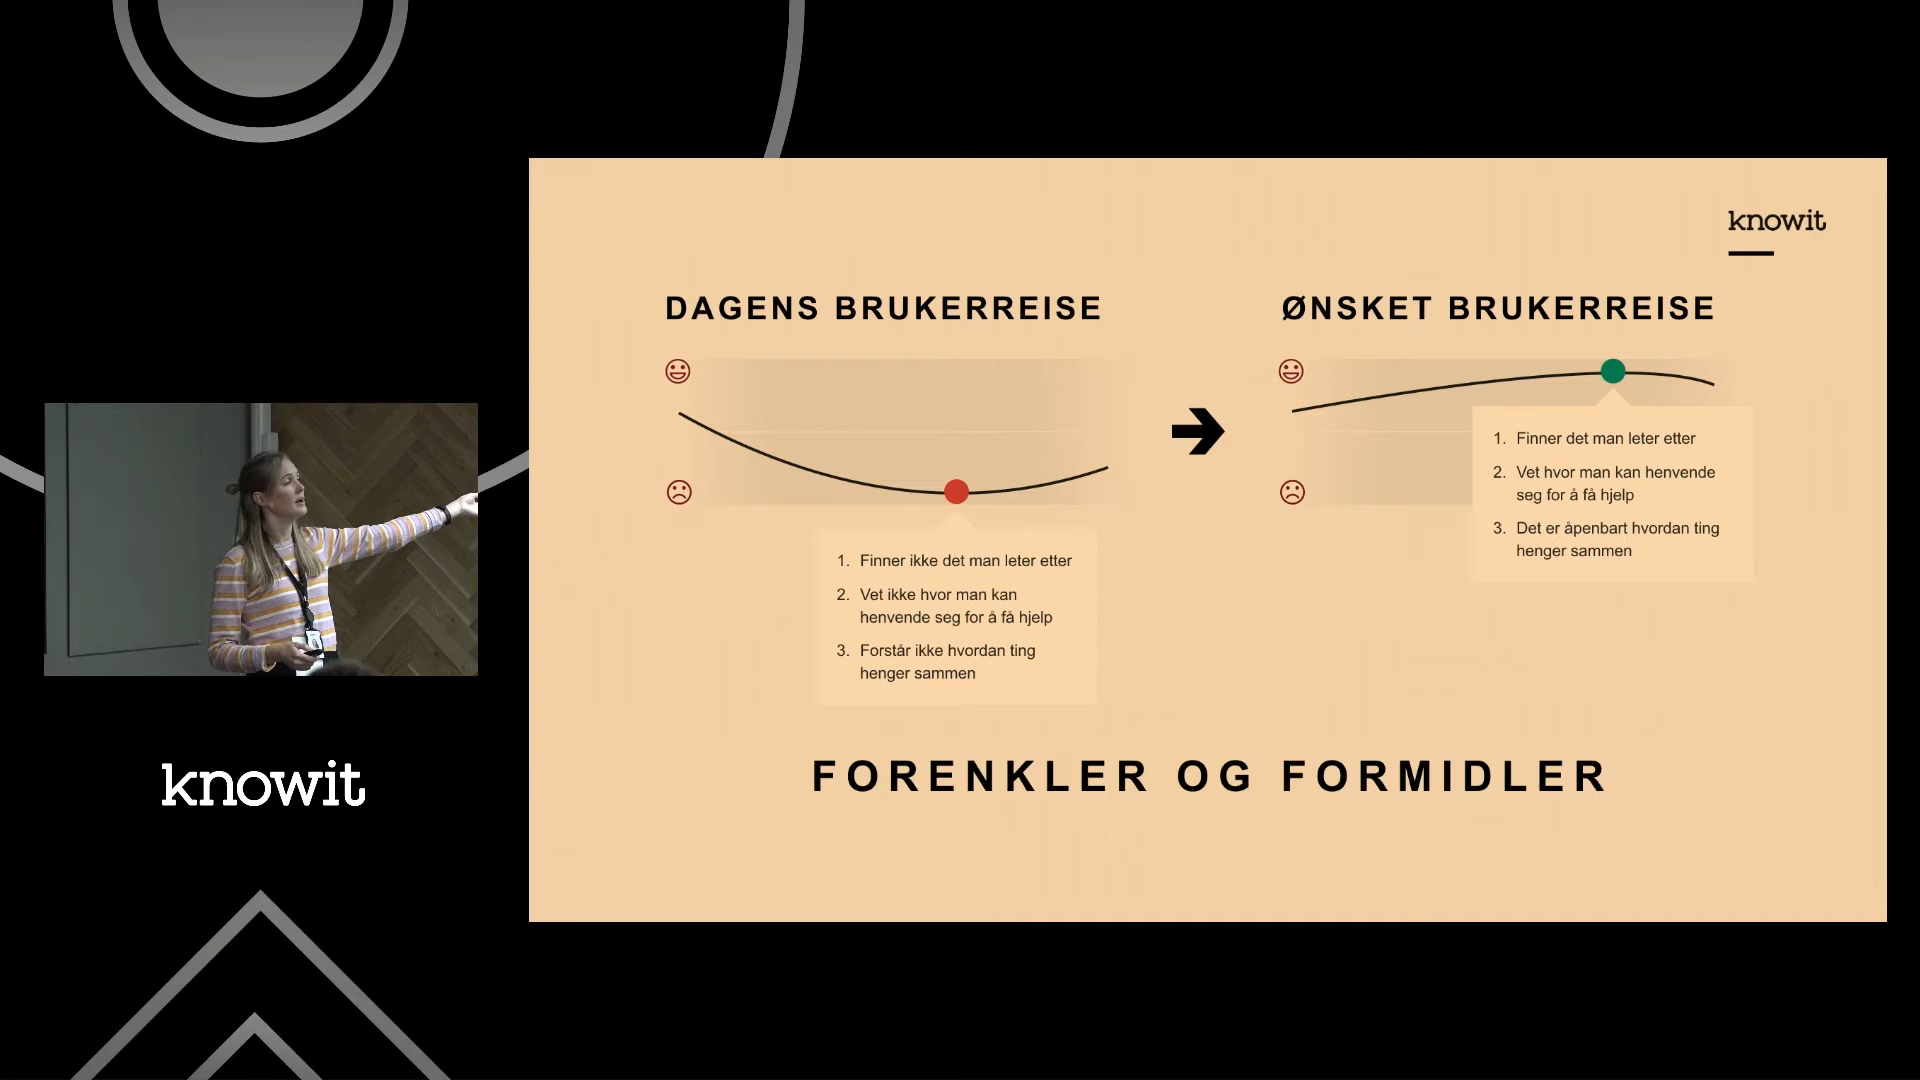 knowit
DAGENS BRUKERREISE
ØNSKET BRUKERREISE
1. Finner ikke det man leter etter
2. Vet ikke hvor man kan
henvende seg for å få hjelp
3. Forstår ikke hvordan ting
henger sammen
1. Finner det man leter etter
2. Vet hvor man kan henvende
seg for å få hjelp
3. Det er åpenbart hvordan ting
henger sammen
FORENKLER OG FORMIDLER
knowit